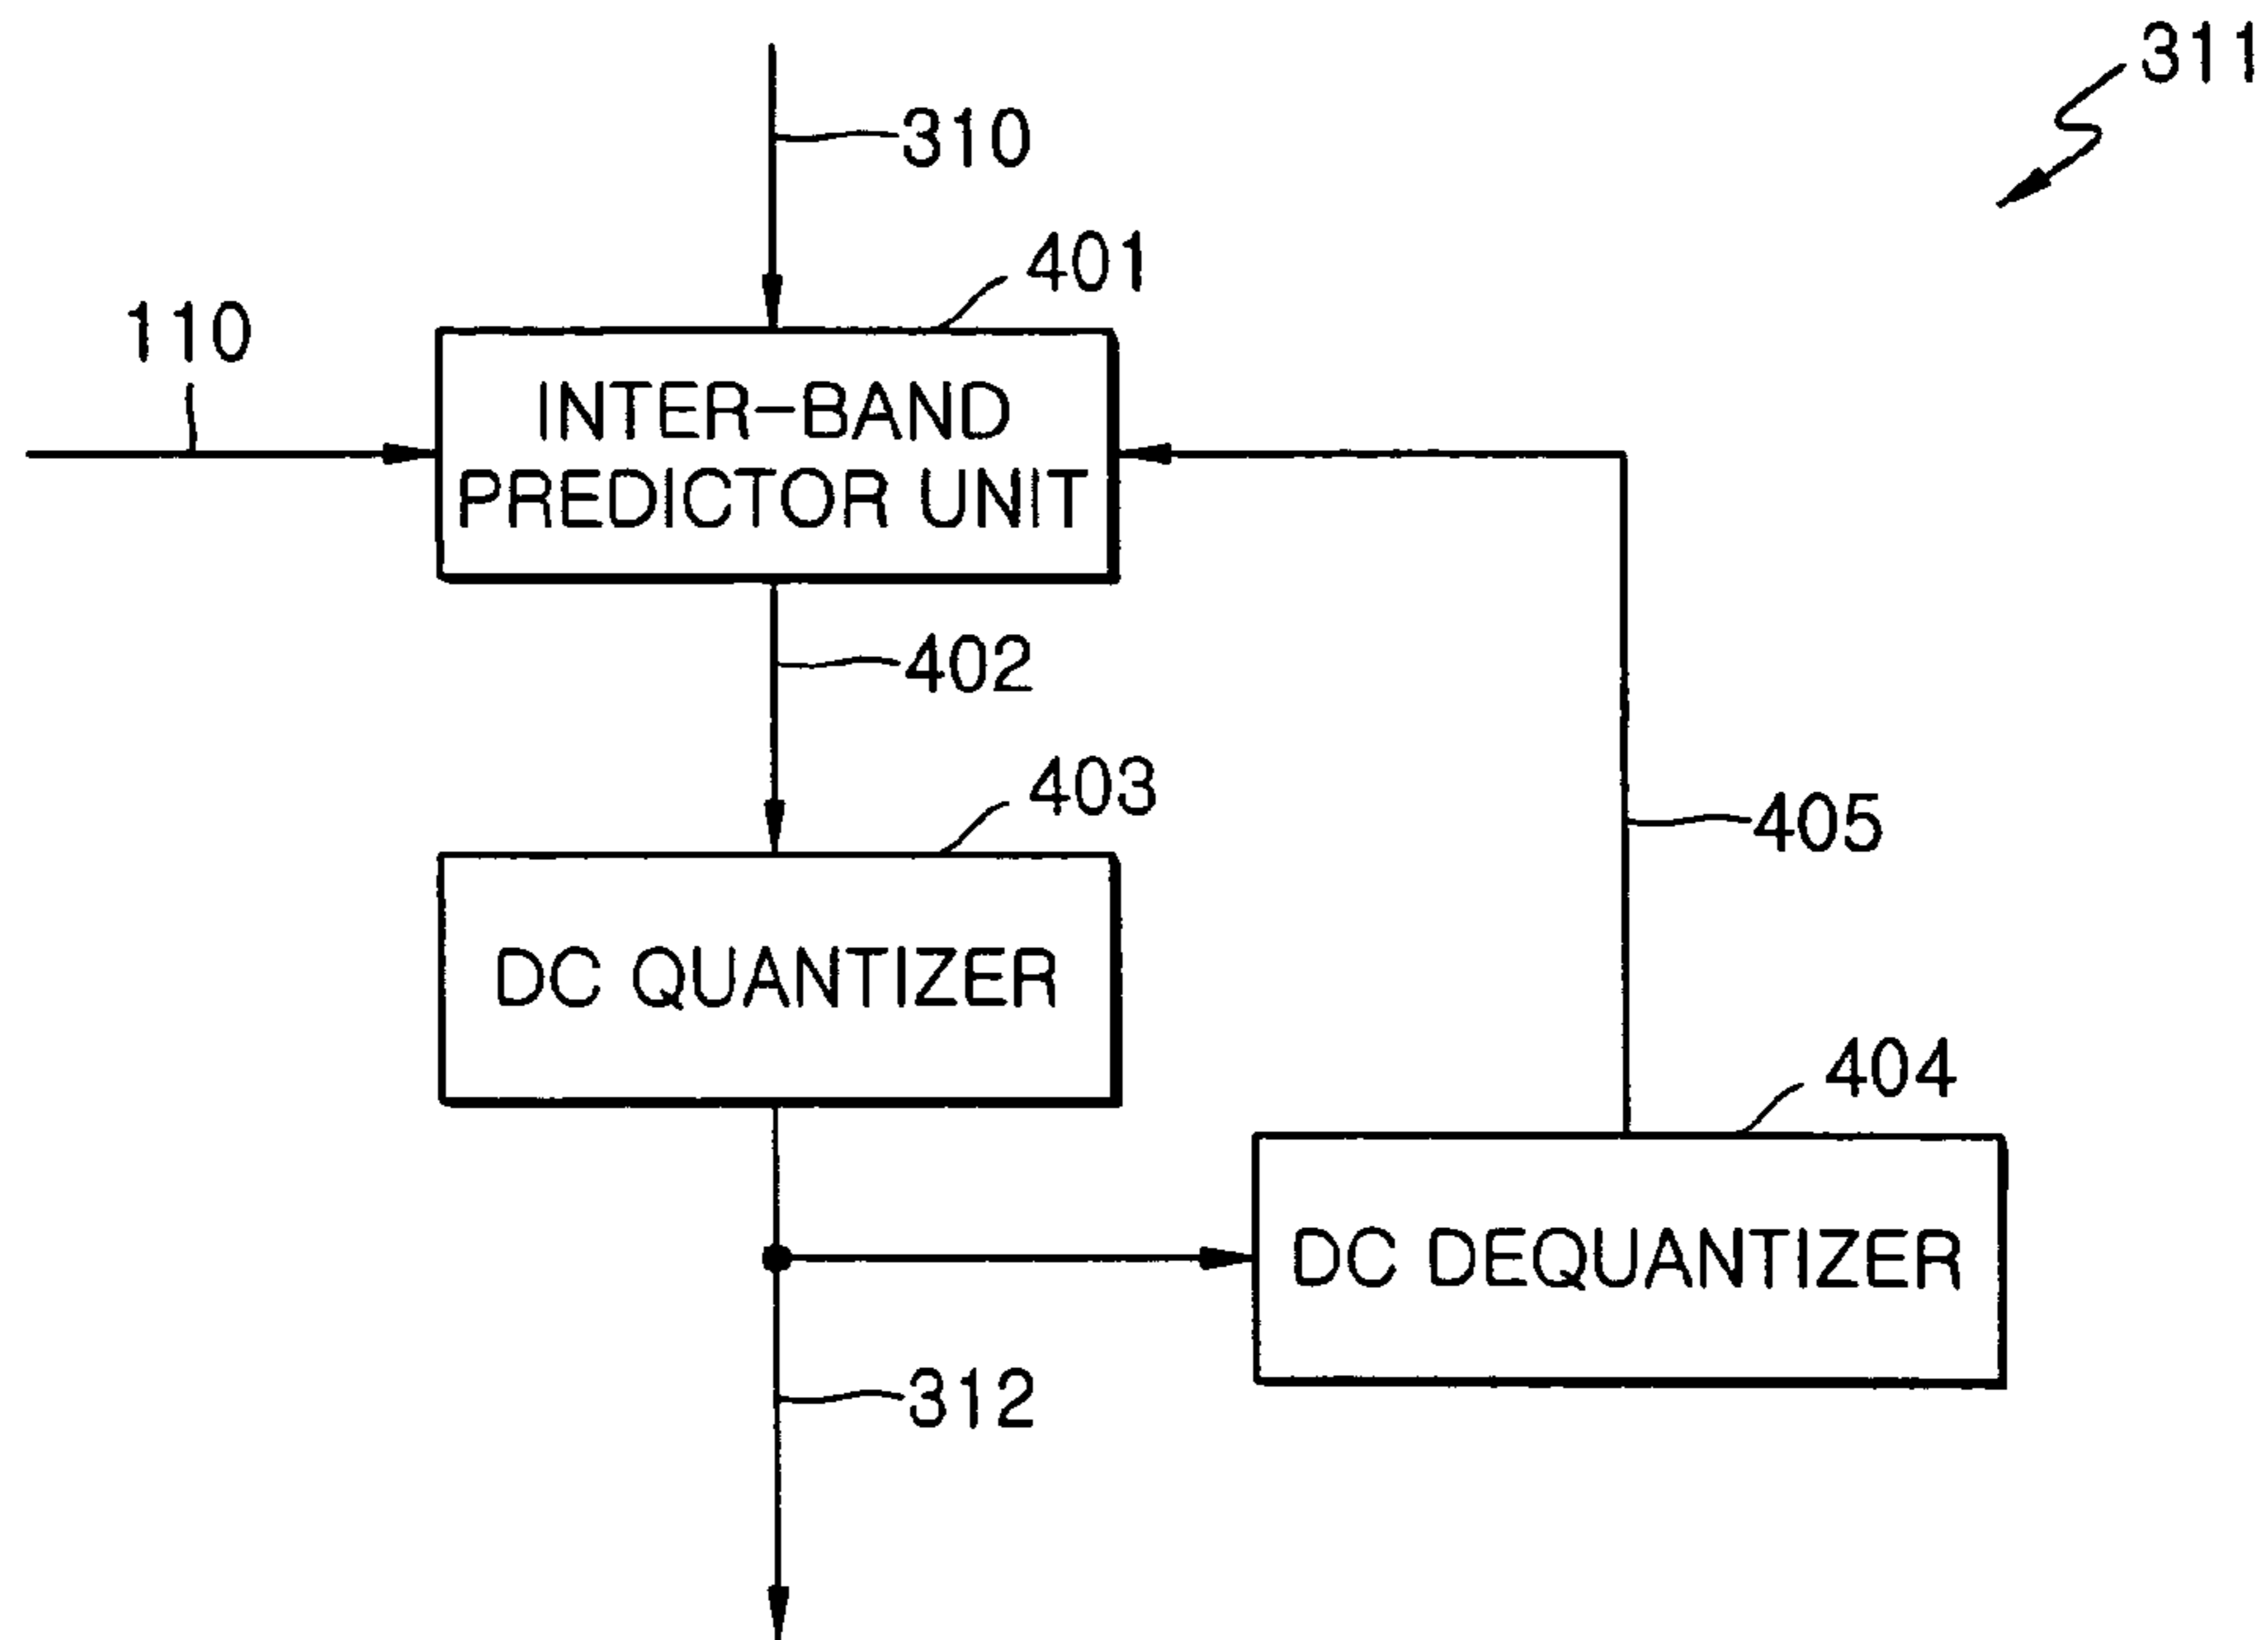 311
310
401
110
INTER-BAND
PREDICTOR UNIT
402
403
405
DC QUANTIZER
404
DC DEQUANTIZER
312